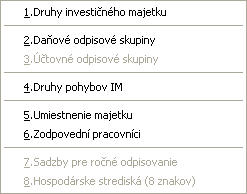 1.Druhy investičného majetku
2.Daňové odpisové skupiny
3.Účtovné odpisové skupiny
4.Druhy pohybov IM
5.Umiestnenie majetku
6.Zodpovední pracovníci
7.Sadzby pre ročné odpisovanie
8.Hospodárske strediská (8 znakov)